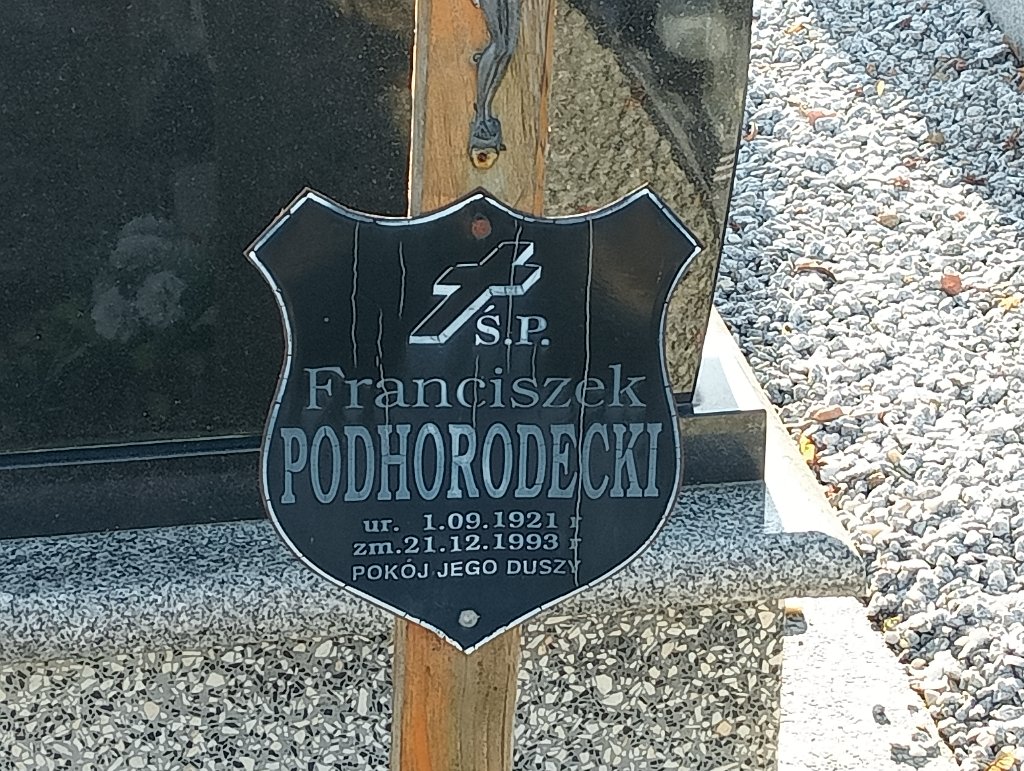 Ś.P.
Franciszek
PODHORODECKI
ur. 1.09.1921 r
zm.21.12.1993 r
POKÓJ JEGO DUSZY